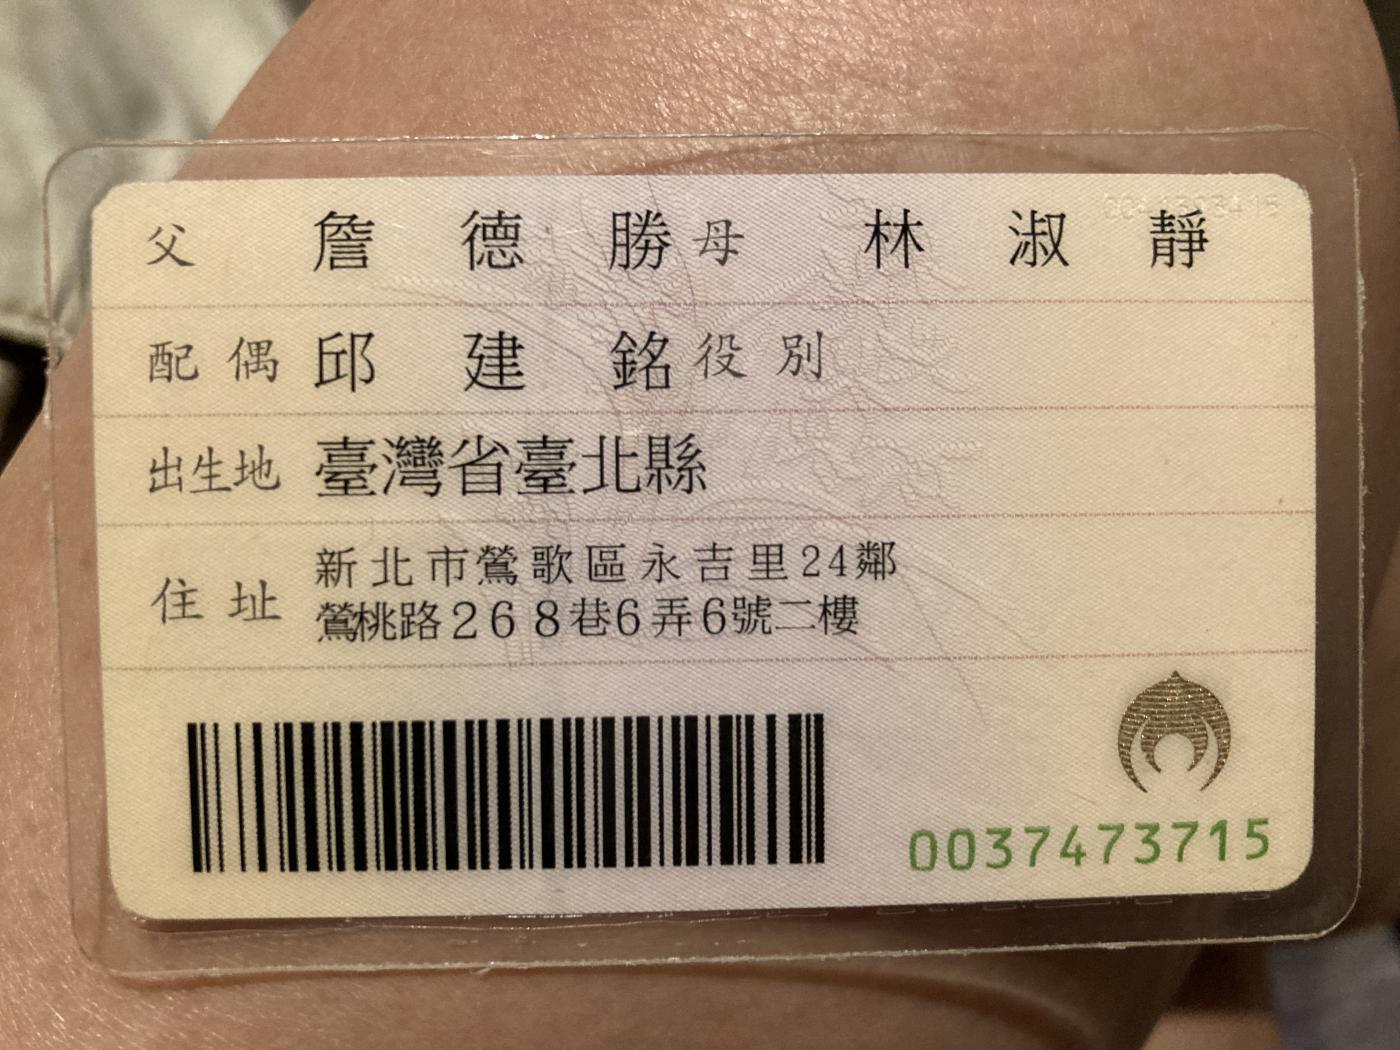 父 詹德勝 母 林淑靜
配偶 邱建銘 役別
出生地 臺灣省臺北縣
住址 新北市鶯歌區永吉里24鄰
鶯桃路268巷6弄6號二樓
0037473715